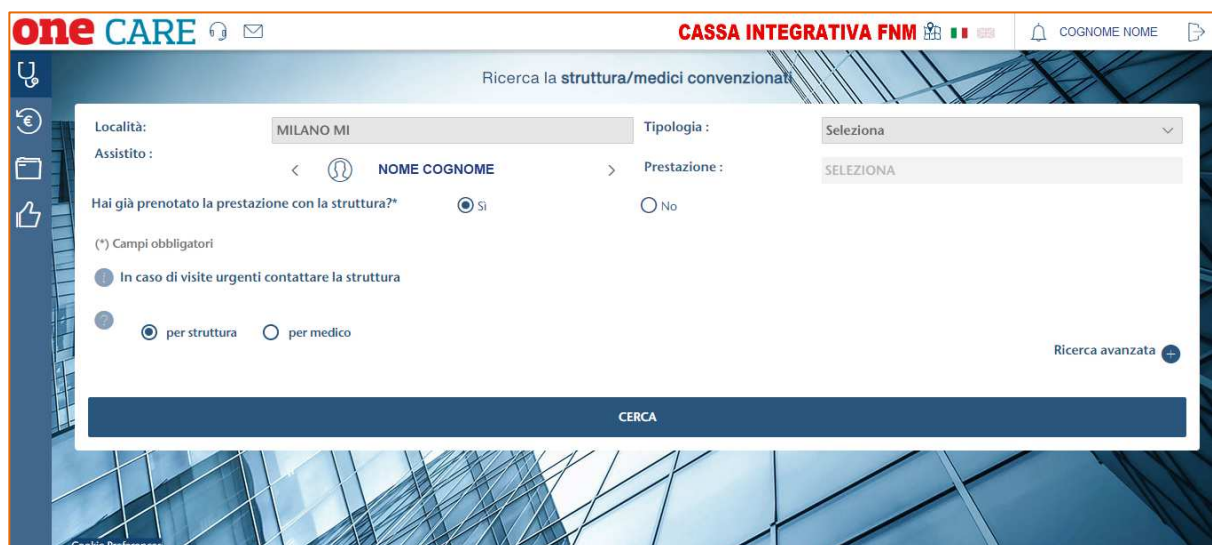 one CARE CASSA INTEGRATIVA FNM COGNOME NOME
Ricerca la struttura/medici convenzionati
Località: MILANO MI Tipologia : Seleziona
Assistito : NOME COGNOME Prestazione : SELEZIONA
Hai già prenotato la prestazione con la struttura?* Sì No
(*) Campi obbligatori
! In caso di visite urgenti contattare la struttura
? per struttura per medico
Ricerca avanzata +
CERCA
Cookie Preferences